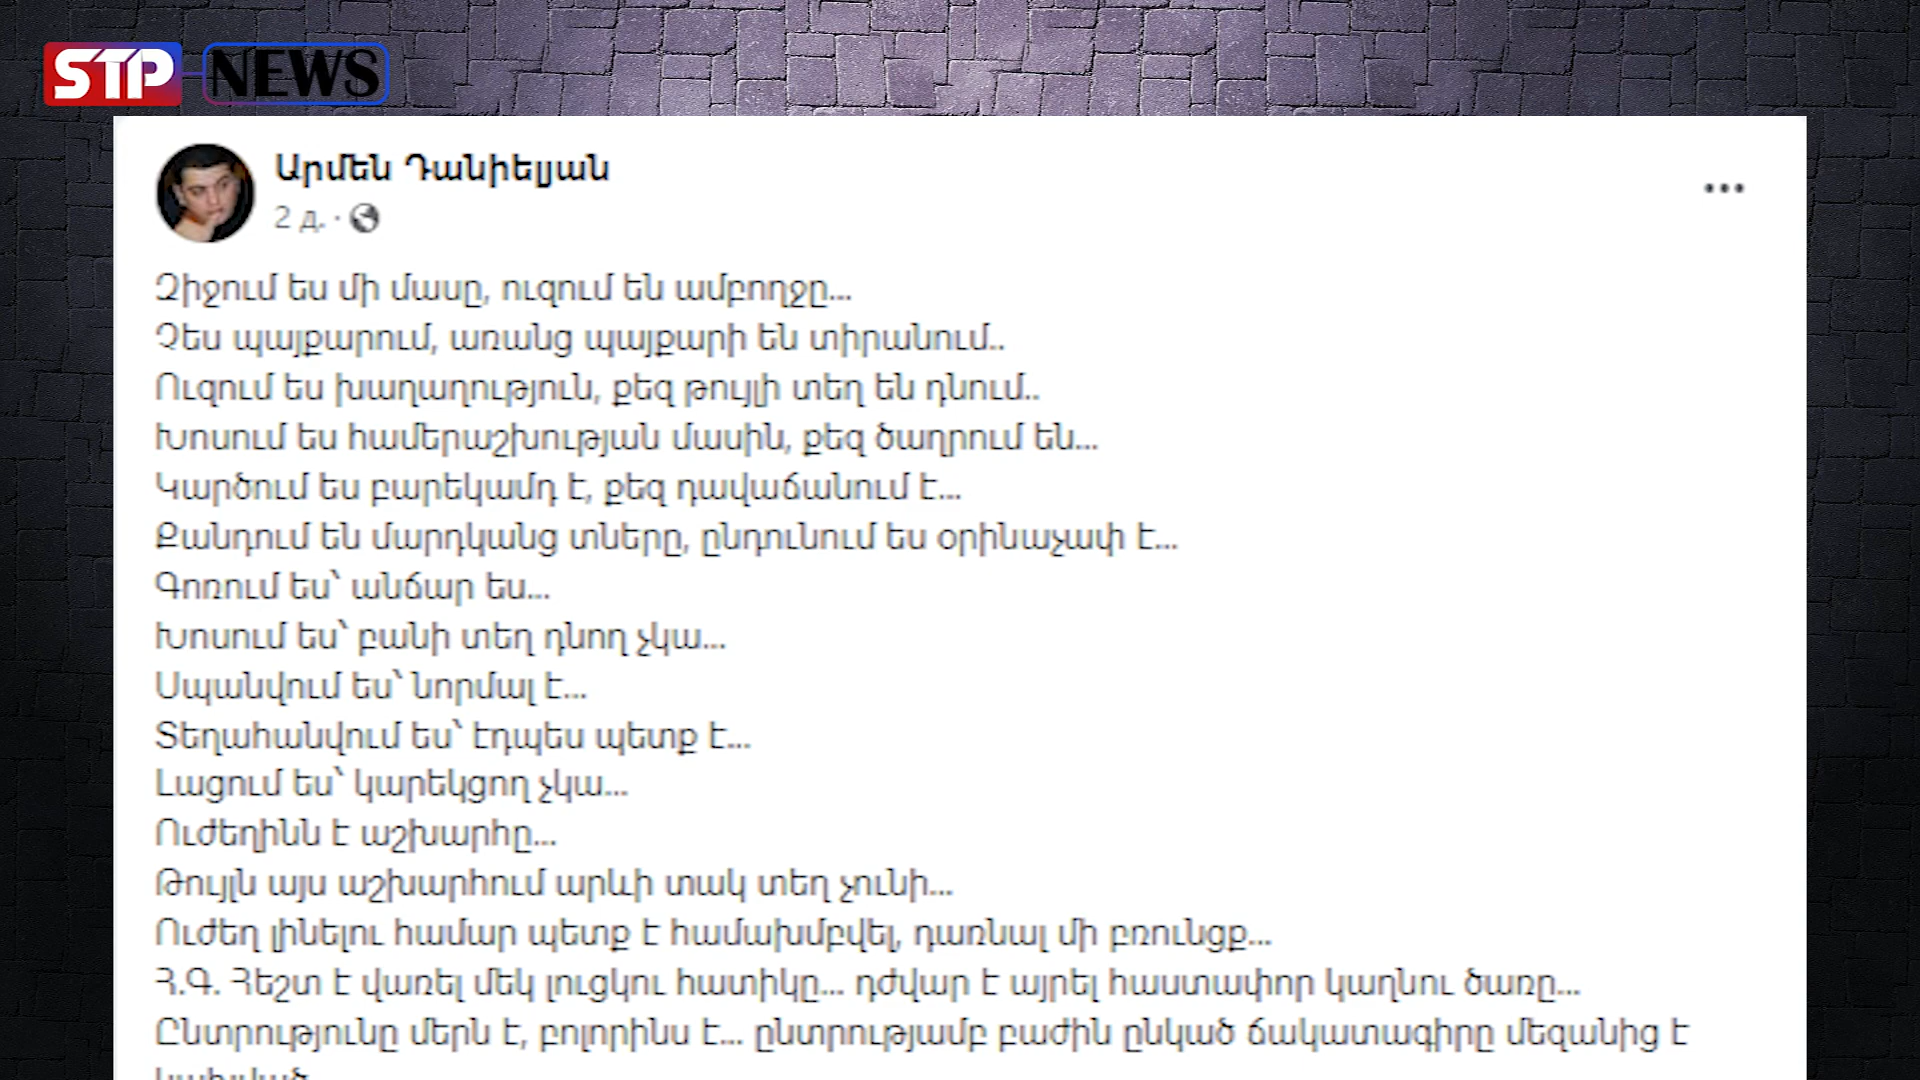 STP NEWS
Արմեն Դանիելյան
2 д. ·
Զիջում ես մի մասը, ուզում են ամբողջը...
Չես պայքարում, առանց պայքարի են տիրանում..
Ուզում ես խաղաղություն, քեզ թույլի տեղ են դնում..
Խոսում ես համերաշխության մասին, քեզ ծաղրում են...
Կարծում ես բարեկամդ է, քեզ դավաճանում է...
Քանդում են մարդկանց տները, ընդունում ես օրինաչափ է...
Գոռում ես՝ անճար ես...
Խոսում ես՝ բանի տեղ դնող չկա...
Սպանվում ես՝ նորմալ է...
Տեղահանվում ես՝ էդպես պետք է...
Լացում ես՝ կարեկցող չկա...
Ուժեղինն է աշխարհը...
Թույլն այս աշխարհում արևի տակ տեղ չունի...
Ուժեղ լինելու համար պետք է համախմբվել, դառնալ մի բռունցք...
Հ.Գ. Հեշտ է վառել մեկ լուցկու հատիկը... դժվար է այրել հաստափոր կաղնու ծառը...
Ընտրությունը մերն է, բոլորինս է... ընտրությամբ բաժին ընկած ճակատագիրը մեզանից է